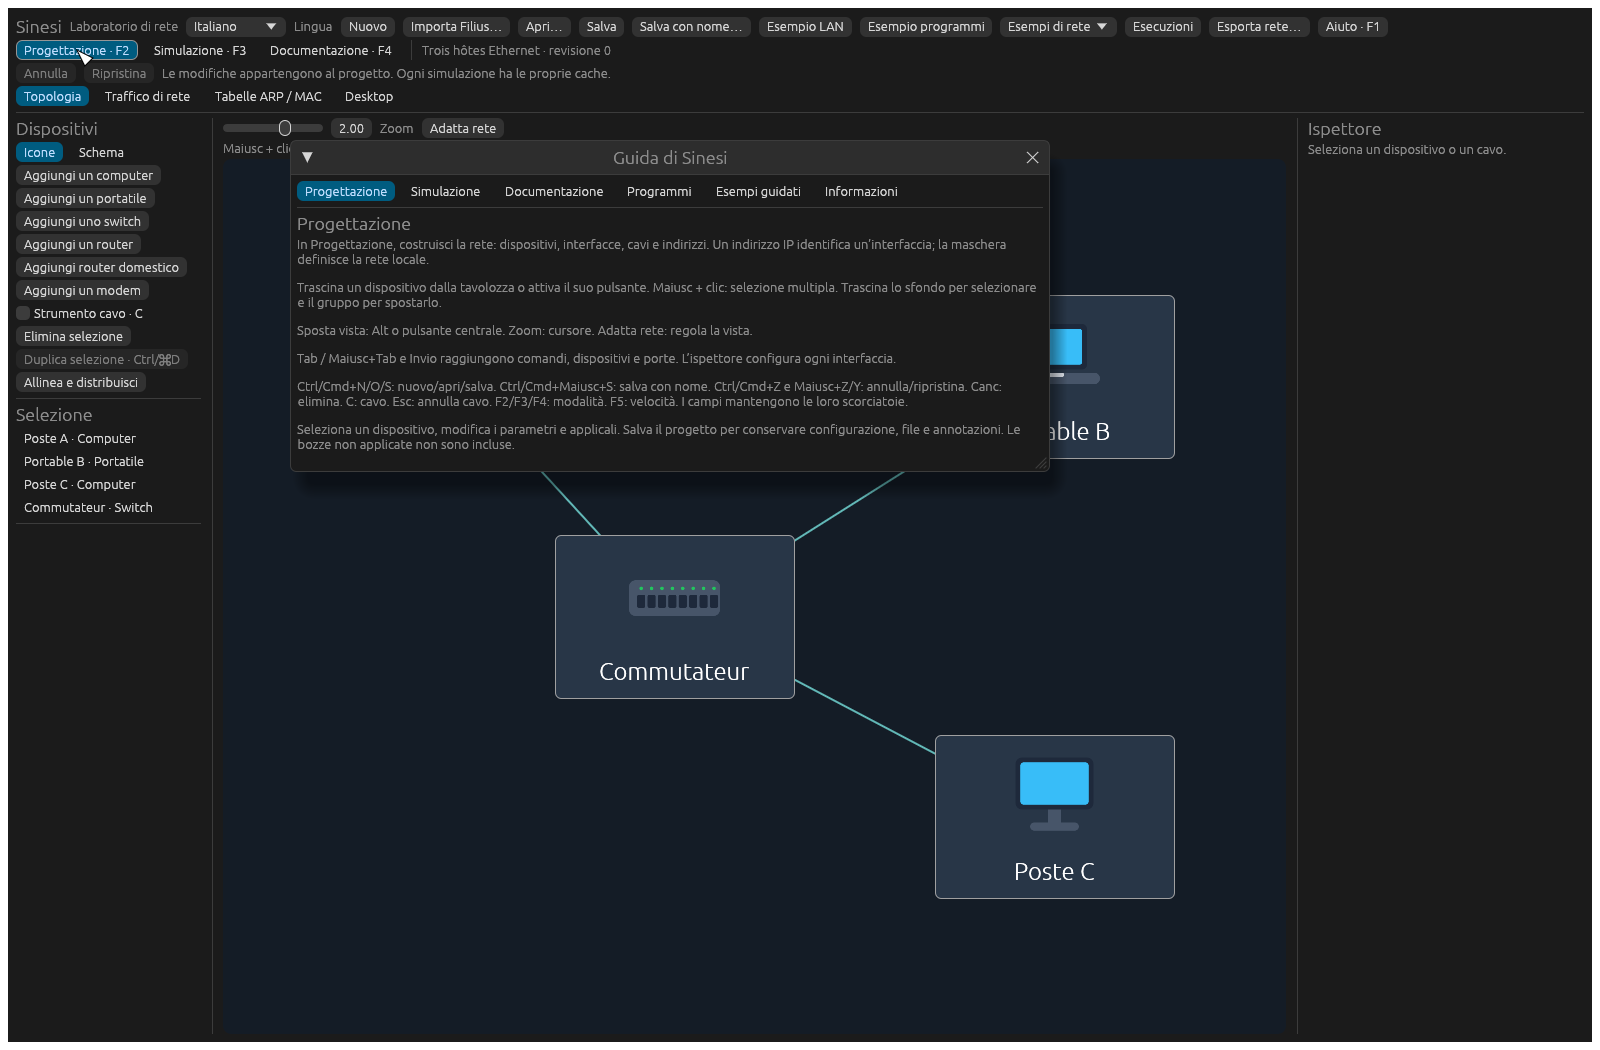 Sinesi Laboratorio di rete Italiano Lingua Nuovo Importa Filius... Apri... Salva Salva con nome... Esempio LAN Esempio programmi Esempi di rete Esecuzioni Esporta rete... Aiuto · F1
Progettazione · F2 Simulazione · F3 Documentazione · F4 Trois hôtes Ethernet · revisione 0
Annulla Ripristina Le modifiche appartengono al progetto. Ogni simulazione ha le proprie cache.
Topologia Traffico di rete Tabelle ARP / MAC Desktop
Dispositivi
Icone Schema
Aggiungi un computer
Aggiungi un portatile
Aggiungi uno switch
Aggiungi un router
Aggiungi router domestico
Aggiungi un modem
Strumento cavo · C
Elimina selezione
Duplica selezione · Ctrl/⌘D
Allinea e distribuisci
Selezione
Poste A · Computer
Portable B · Portatile
Poste C · Computer
Commutateur · Switch
2.00 Zoom Adatta rete
Maiusc + clic
Guida di Sinesi
Progettazione Simulazione Documentazione Programmi Esempi guidati Informazioni
Progettazione
In Progettazione, costruisci la rete: dispositivi, interfacce, cavi e indirizzi. Un indirizzo IP identifica un’interfaccia; la maschera
definisce la rete locale.
Trascina un dispositivo dalla tavolozza o attiva il suo pulsante. Maiusc + clic: selezione multipla. Trascina lo sfondo per selezionare
e il gruppo per spostarlo.
Sposta vista: Alt o pulsante centrale. Zoom: cursore. Adatta rete: regola la vista.
Tab / Maiusc+Tab e Invio raggiungono comandi, dispositivi e porte. L’ispettore configura ogni interfaccia.
Ctrl/Cmd+N/O/S: nuovo/apri/salva. Ctrl/Cmd+Maiusc+S: salva con nome. Ctrl/Cmd+Z e Maiusc+Z/Y: annulla/ripristina. Canc:
elimina. C: cavo. Esc: annulla cavo. F2/F3/F4: modalità. F5: velocità. I campi mantengono le loro scorciatoie.
Seleziona un dispositivo, modifica i parametri e applicali. Salva il progetto per conservare configurazione, file e annotazioni. Le
bozze non applicate non sono incluse.
able B
Commutateur
Poste C
Ispettore
Seleziona un dispositivo o un cavo.